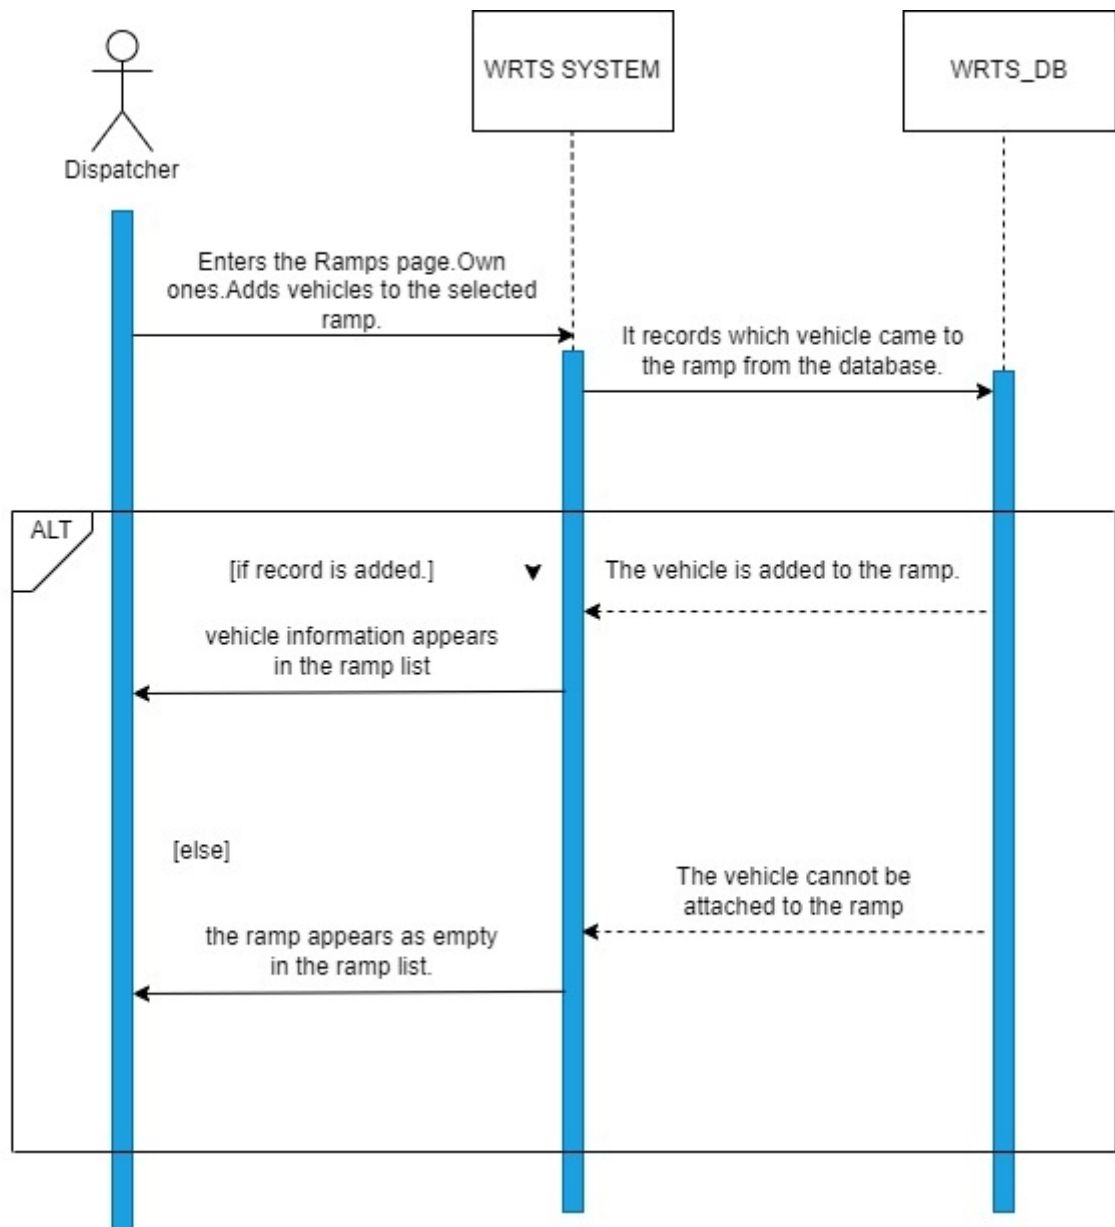 WRTS SYSTEM
WRTS_DB
Dispatcher
Enters the Ramps page.Own
ones.Adds vehicles to the selected
ramp.
It records which vehicle came to
the ramp from the database.
ALT
[if record is added.]
The vehicle is added to the ramp.
vehicle information appears
in the ramp list
[else]
The vehicle cannot be
attached to the ramp
the ramp appears as empty
in the ramp list.